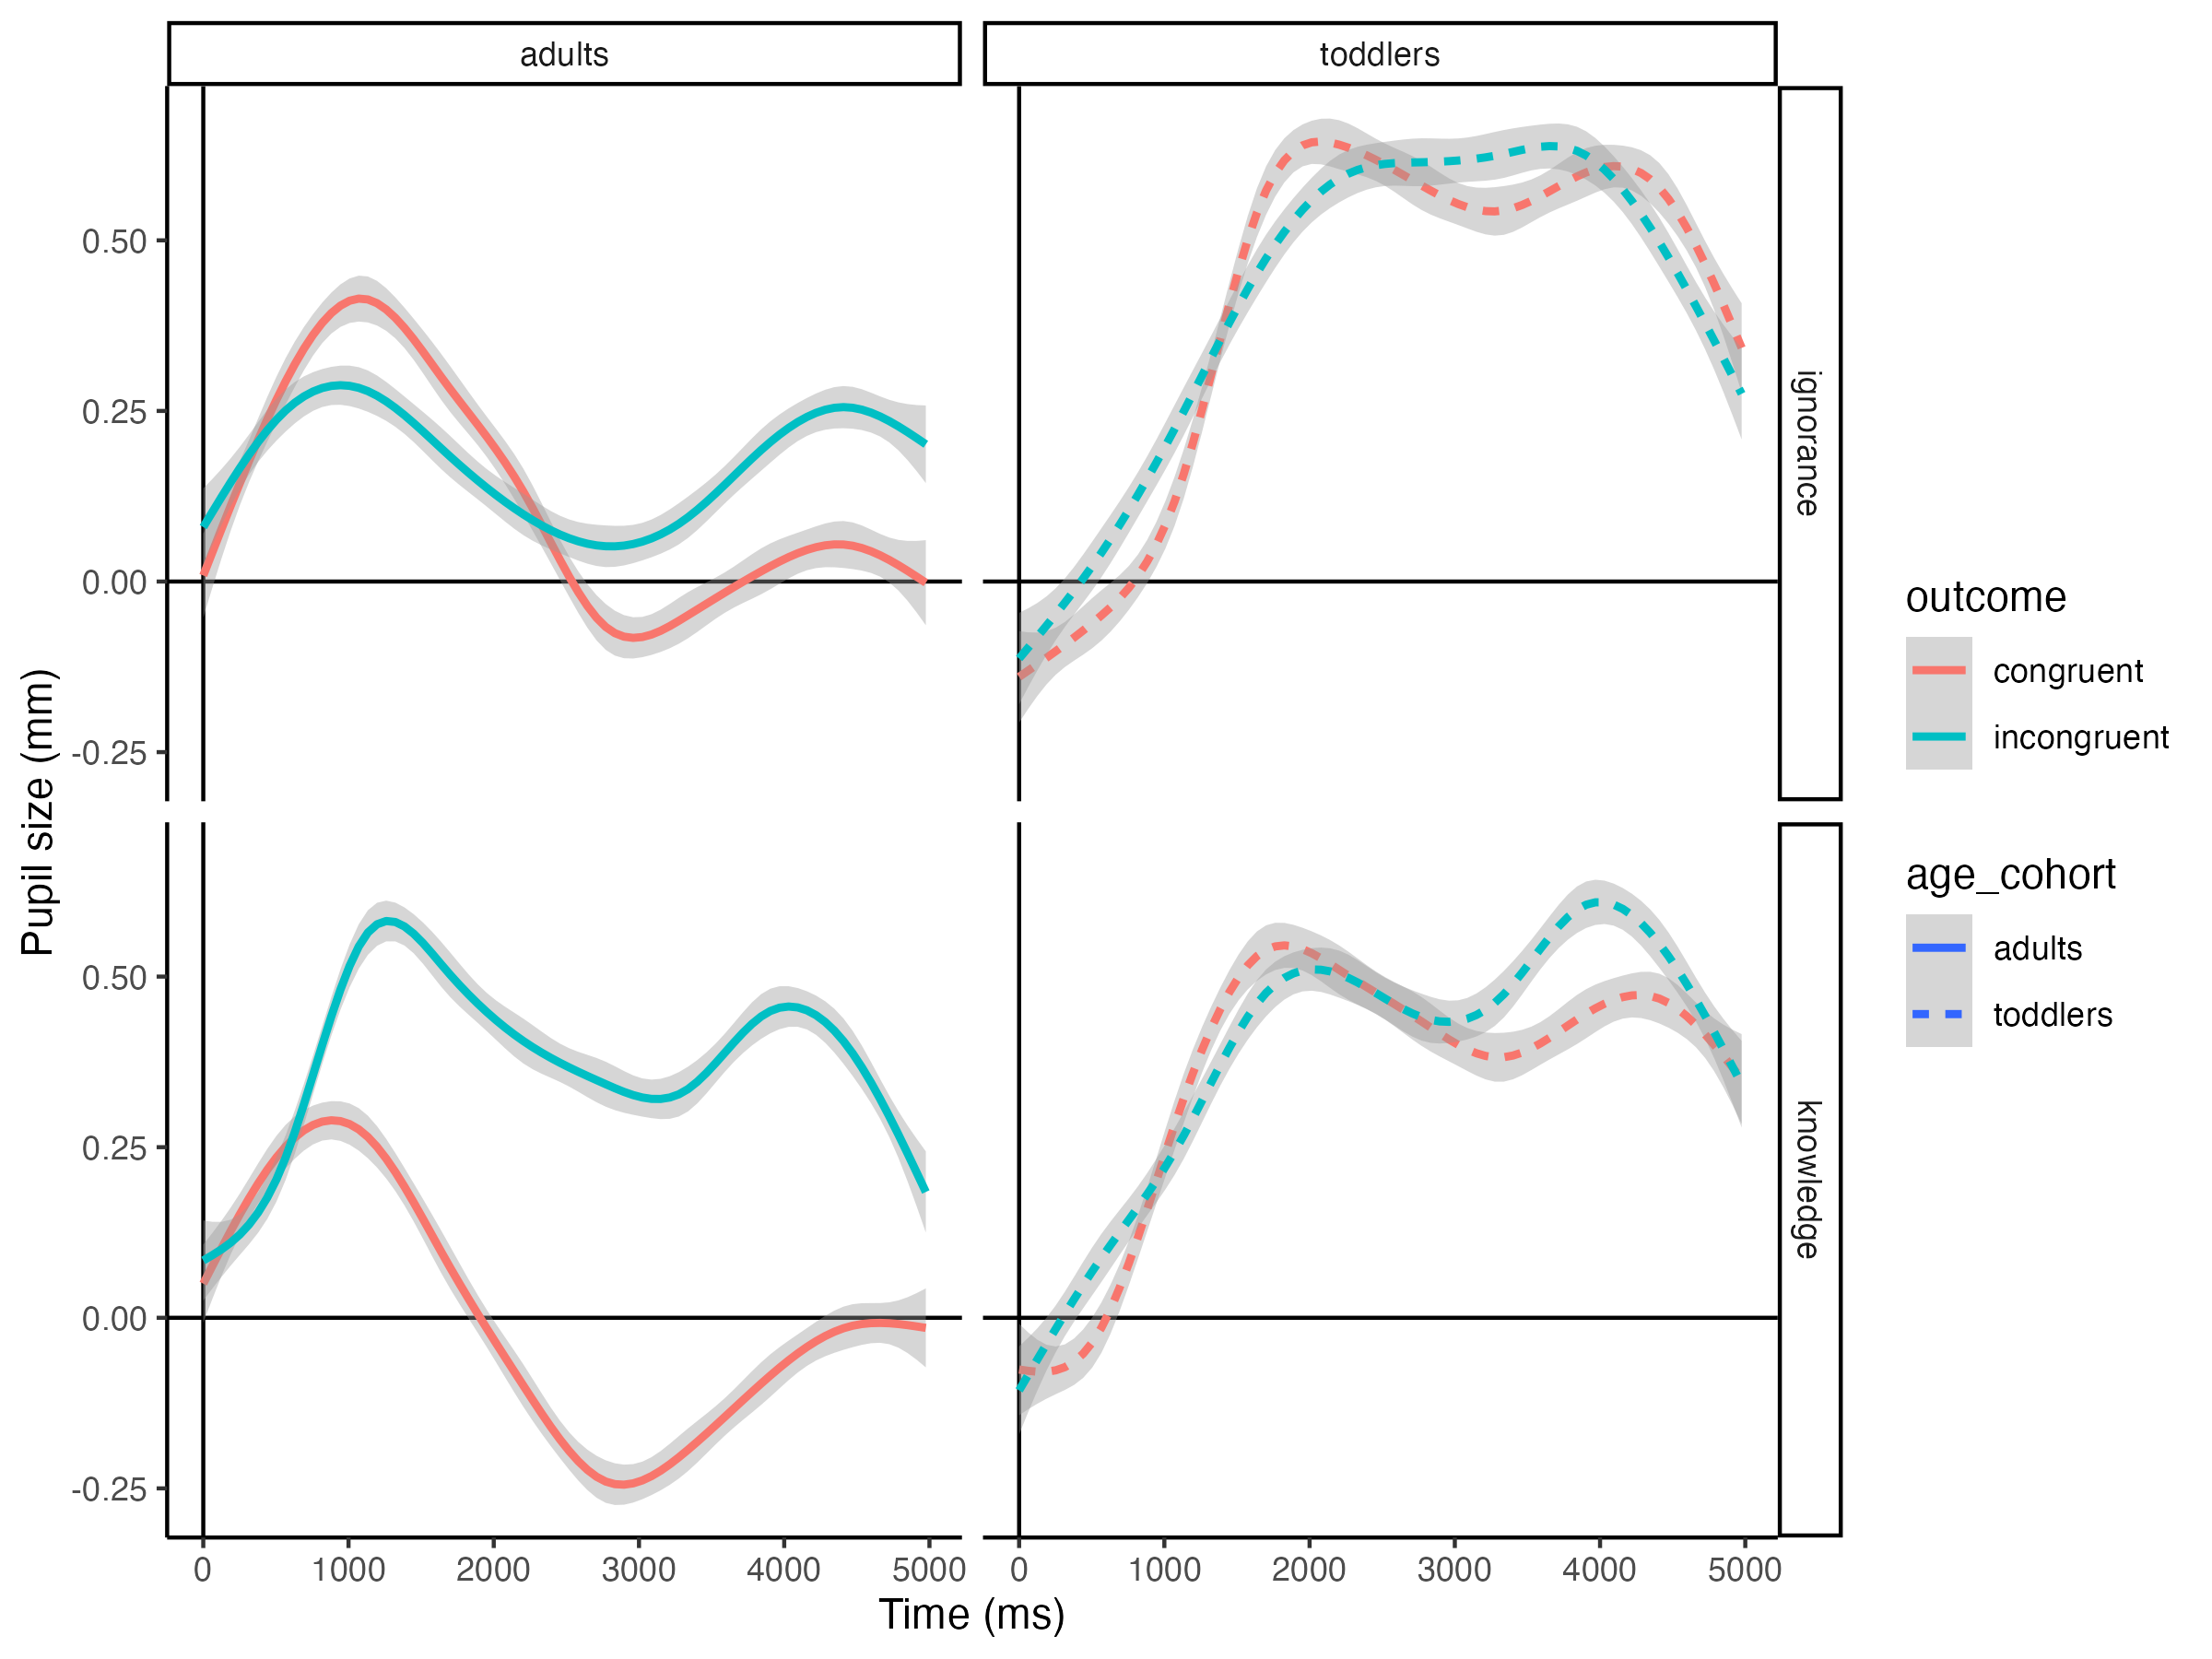 adults
toddlers
ignorance
knowledge
Pupil size (mm)
0.50
0.25
0.00
-0.25
0.50
0.25
0.00
-0.25
0 1000 2000 3000 4000 5000
0 1000 2000 3000 4000 5000
Time (ms)
outcome
congruent
incongruent
age_cohort
adults
toddlers